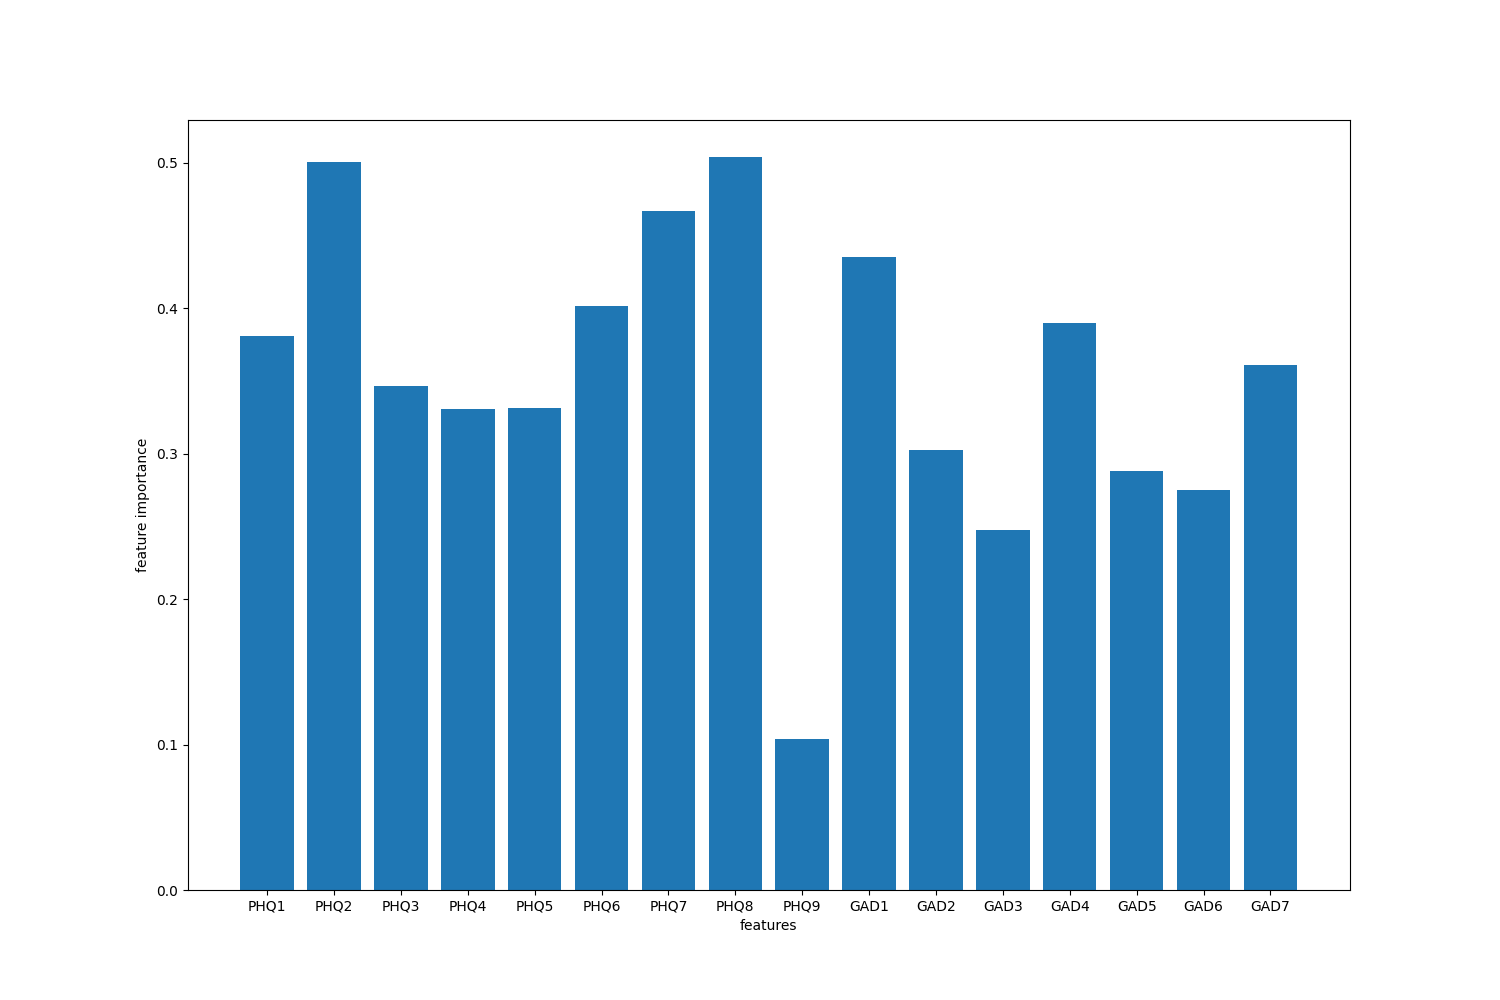 0.5
0.4
0.3
0.2
0.1
0.0
feature importance
PHQ1 PHQ2 PHQ3 PHQ4 PHQ5 PHQ6 PHQ7 PHQ8 PHQ9 GAD1 GAD2 GAD3 GAD4 GAD5 GAD6 GAD7
features